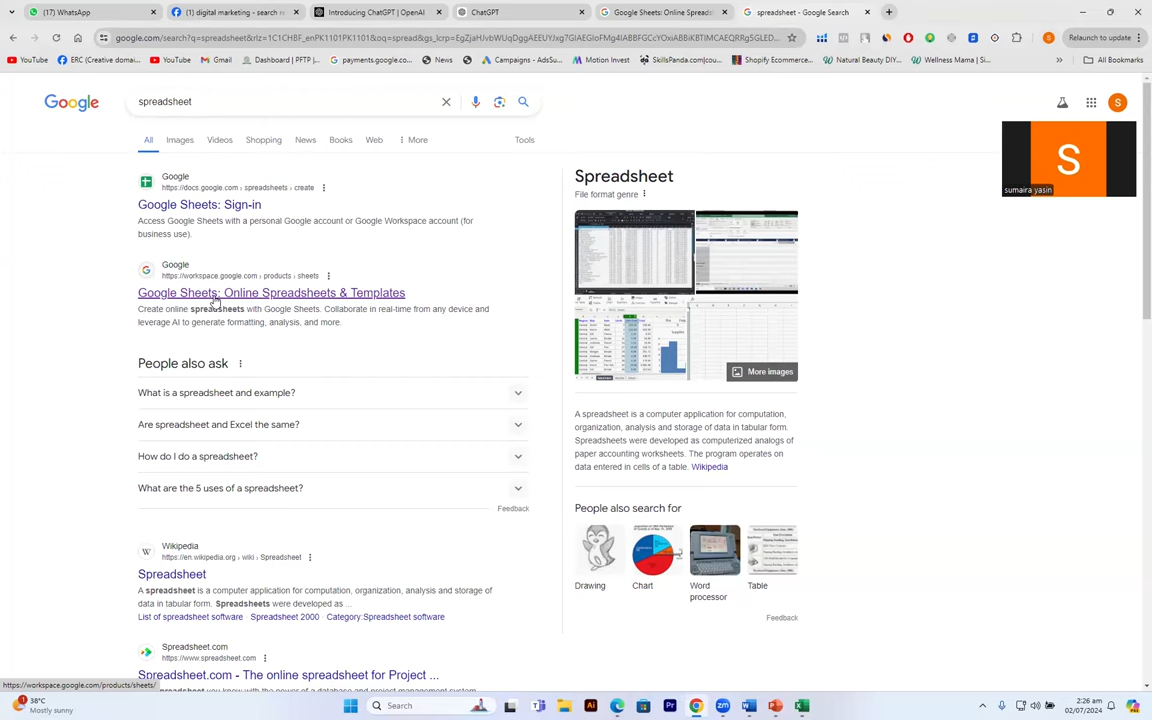 (17) WhatsApp
(1) digital marketing - search re
Introducing ChatGPT | OpenAI
ChatGPT
Google Sheets: Online Spreadsh
spreadsheet - Google Search
google.com/search?q=spreadsheet&rlz=1C1CHBF_enPK1101PK1101&oq=spread&gs_lcrp=
Relaunch to update
YouTube
ERC (Creative domai...
YouTube
Gmail
Dashboard | PFTP |...
payments.google.co...
News
Campaigns - AdsSu...
Motion Invest
SkillsPanda.com|cou...
Shopify Ecommerce...
Natural Beauty DIY...
Wellness Mama | Si...
All Bookmarks
Google
spreadsheet
S
S
sumaira yasin
All
Images
Videos
Shopping
News
Books
Web
More
Tools
Google
https://docs.google.com › spreadsheets › create
Google Sheets: Sign-in
Access Google Sheets with a personal Google account or Google Workspace account (for
business use).
Google
https://workspace.google.com › products › sheets
Google Sheets: Online Spreadsheets & Templates
Create online spreadsheets with Google Sheets. Collaborate in real-time from any device and
leverage AI to generate formatting, analysis, and more.
People also ask
What is a spreadsheet and example?
Are spreadsheet and Excel the same?
How do I do a spreadsheet?
What are the 5 uses of a spreadsheet?
Feedback
Wikipedia
https://en.wikipedia.org › wiki › Spreadsheet
Spreadsheet
A spreadsheet is a computer application for computation, organization, analysis and storage of
data in tabular form. Spreadsheets were developed as ...
List of spreadsheet software · Spreadsheet 2000 · Category:Spreadsheet software
Spreadsheet.com
https://www.spreadsheet.com
Spreadsheet.com - The online spreadsheet for Project ...
Spreadsheet
File format genre
More images
A spreadsheet is a computer application for computation,
organization, analysis and storage of data in tabular form.
Spreadsheets were developed as computerized analogs of
paper accounting worksheets. The program operates on
data entered in cells of a table. Wikipedia
People also search for
Drawing
Chart
Word
processor
Table
Feedback
https://workspace.google.com/products/sheets/
38°C
Mostly sunny
Search
2:26 am
02/07/2024